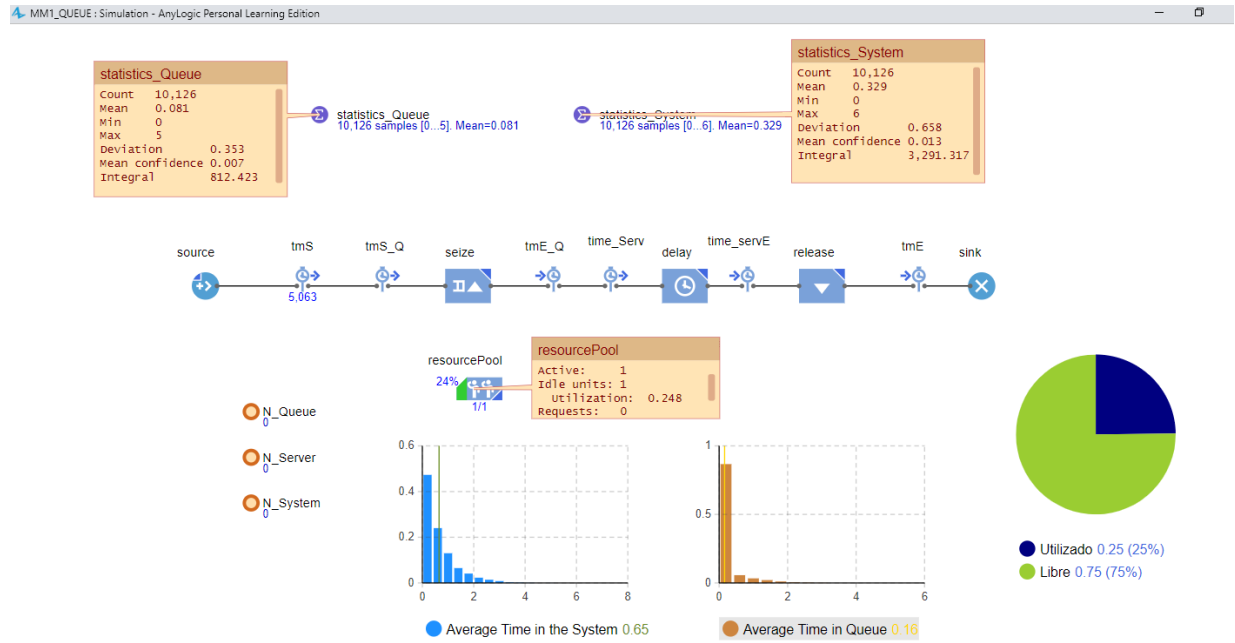 MM1_QUEUE : Simulation - AnyLogic Personal Learning Edition
statistics_Queue
Count 10,126
Mean 0.081
Min 0
Max 5
Deviation 0.353
Mean confidence 0.007
Integral 812.423
statistics_Queue
10,126 samples [0...5]. Mean=0.081
statistics_System
10,126 samples [0...6]. Mean=0.329
statistics_System
Count 10,126
Mean 0.329
Min 0
Max 6
Deviation 0.658
Mean confidence 0.013
Integral 3,291.317
source
tmS
tmS_Q
seize
tmE_Q
time_Serv
delay
time_servE
release
tmE
sink
5,063
resourcePool
24%
1/1
resourcePool
Active: 1
Idle units: 1
Utilization: 0.248
Requests: 0
N_Queue
0
N_Server
0
N_System
0
0.6
0.4
0.2
0
0 2 4 6 8
Average Time in the System 0.65
1
0.5
0
0 2 4 6
Average Time in Queue 0.16
Utilizado 0.25 (25%)
Libre 0.75 (75%)